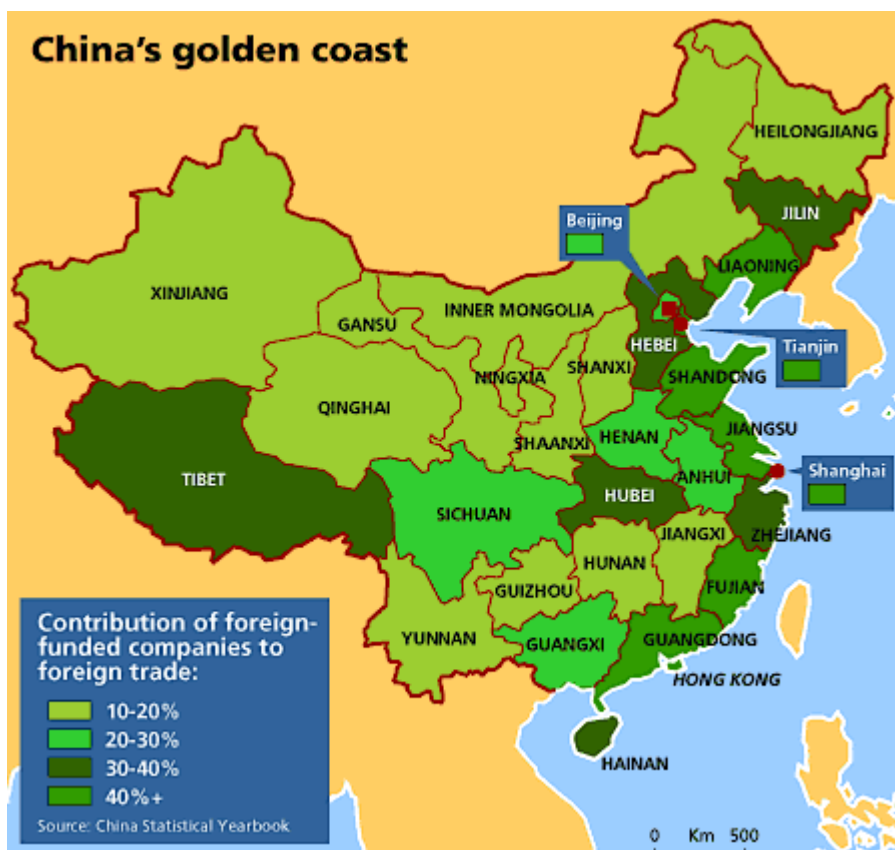 China's golden coast
HEILONGJIANG
JILIN
Beijing
LIAONING
XINJIANG
INNER MONGOLIA
GANSU
HEBEI
Tianjin
SHANXI
NINGXIA
SHANDONG
QINGHAI
JIANGSU
SHAANXI
HENAN
Shanghai
TIBET
ANHUI
HUBEI
SICHUAN
ZHEJIANG
JIANGXI
HUNAN
GUIZHOU
FUJIAN
YUNNAN
GUANGXI
GUANGDONG
HONG KONG
HAINAN
Contribution of foreign-
funded companies to
foreign trade:
10-20%
20-30%
30-40%
40%+
Source: China Statistical Yearbook
0 Km 500